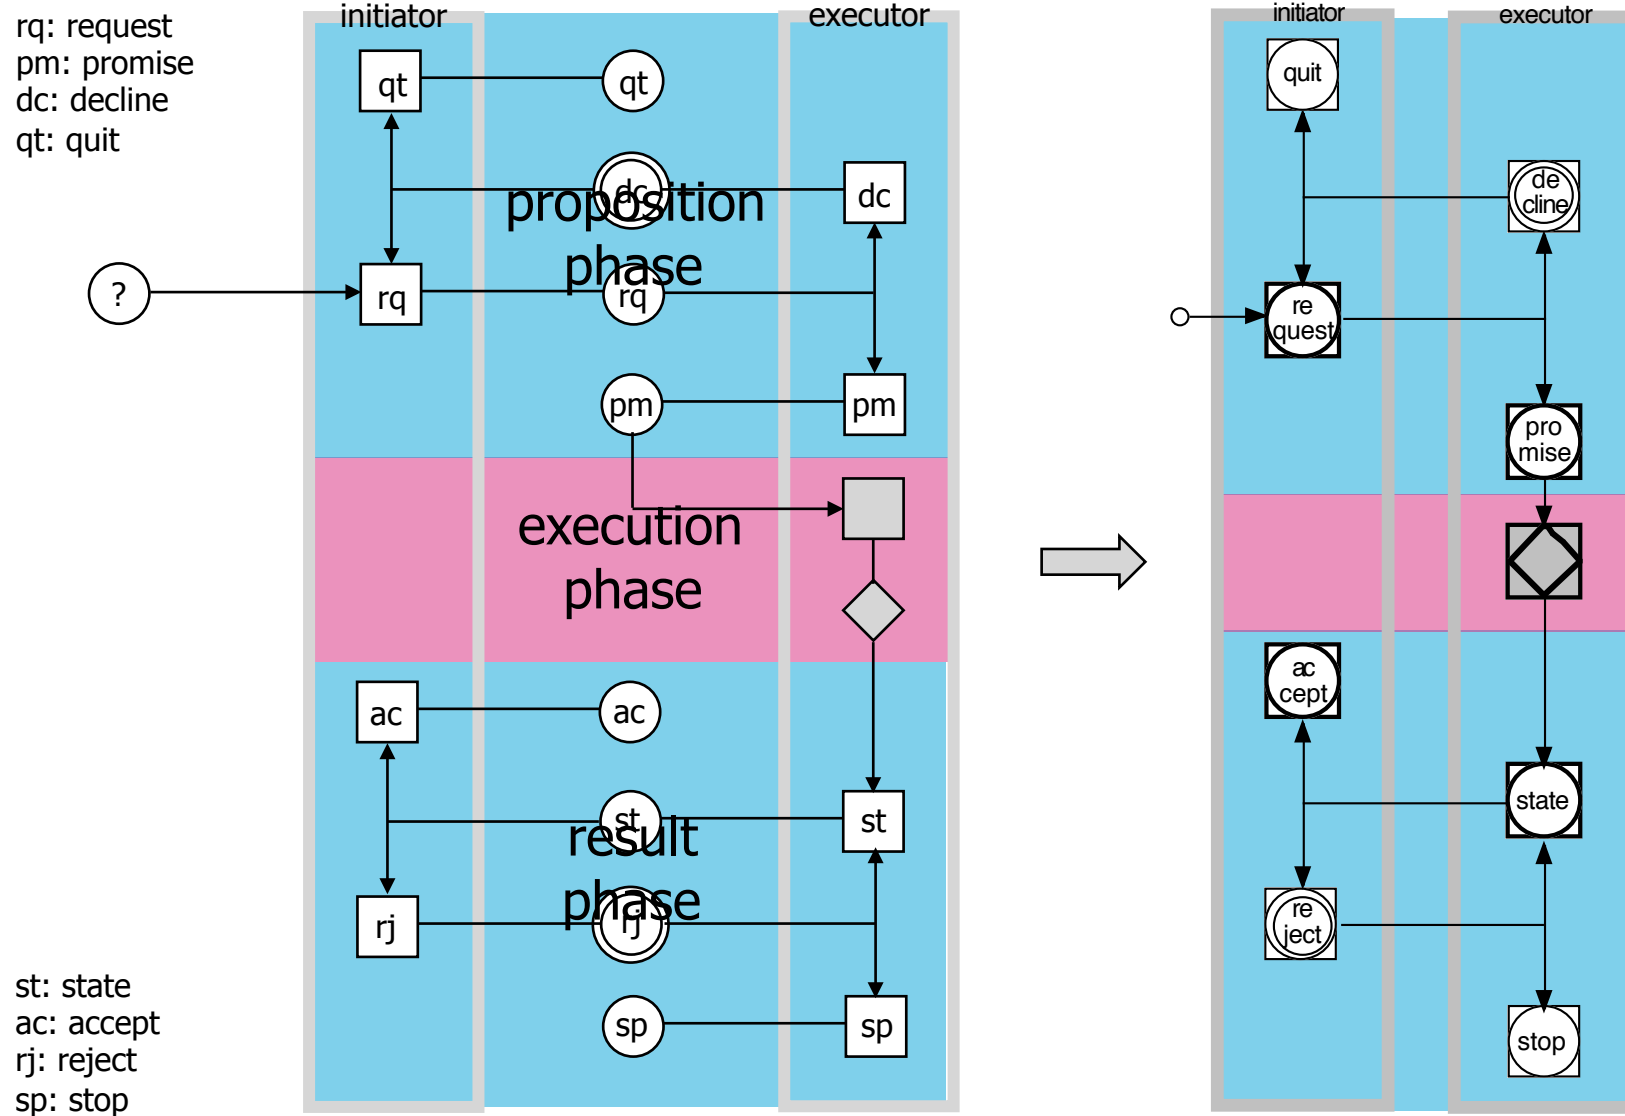 rq: request
pm: promise
dc: decline
qt: quit
initiator
executor
qt
qt
dc
dc
proposition
phase
?
rq
rq
pm
pm
execution
phase
ac
ac
st
st
result
phase
rj
rj
sp
sp
st: state
ac: accept
rj: reject
sp: stop
initiator
executor
quit
de
cline
re
quest
pro
mise
ac
cept
state
re
ject
stop